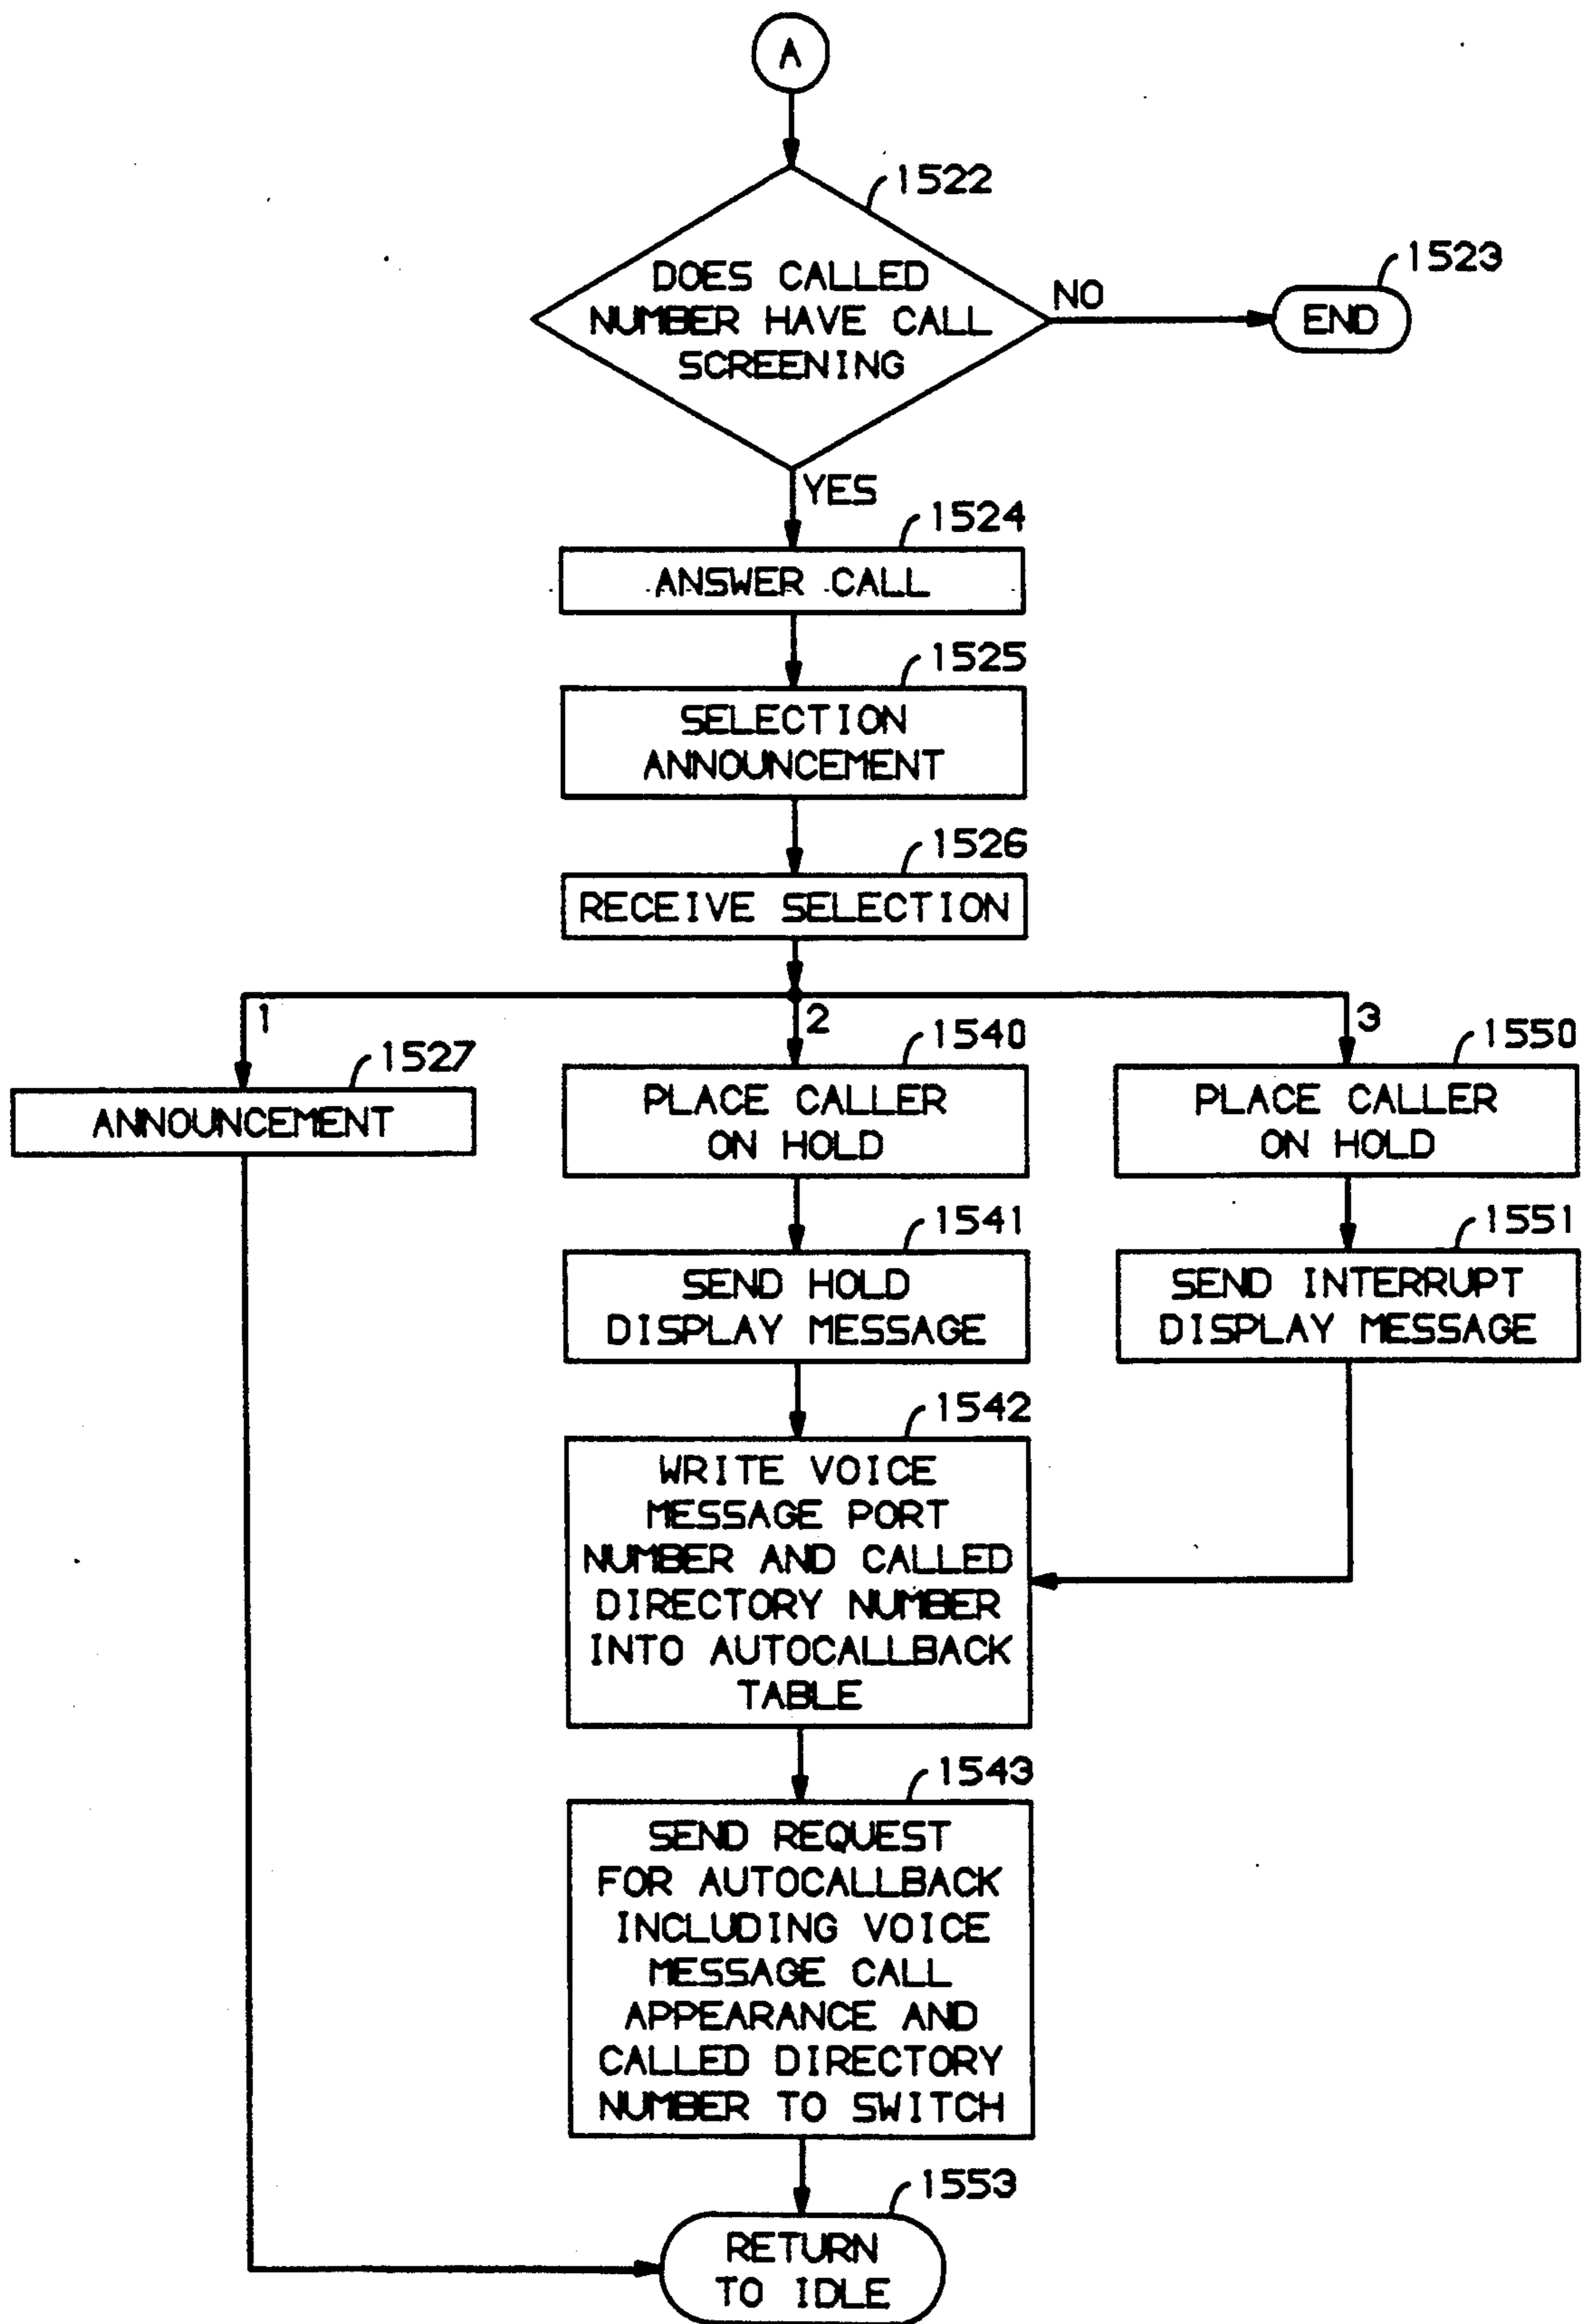 A
1522
DOES CALLED
NUMBER HAVE CALL
SCREENING
NO
1523
END
YES
1524
ANSWER CALL
1525
SELECTION
ANNOUNCEMENT
1526
RECEIVE SELECTION
1
2
3
1527
ANNOUNCEMENT
1540
PLACE CALLER
ON HOLD
1550
PLACE CALLER
ON HOLD
1541
SEND HOLD
DISPLAY MESSAGE
1551
SEND INTERRUPT
DISPLAY MESSAGE
1542
WRITE VOICE
MESSAGE PORT
NUMBER AND CALLED
DIRECTORY NUMBER
INTO AUTOCALLBACK
TABLE
1543
SEND REQUEST
FOR AUTOCALLBACK
INCLUDING VOICE
MESSAGE CALL
APPEARANCE AND
CALLED DIRECTORY
NUMBER TO SWITCH
1553
RETURN
TO IDLE